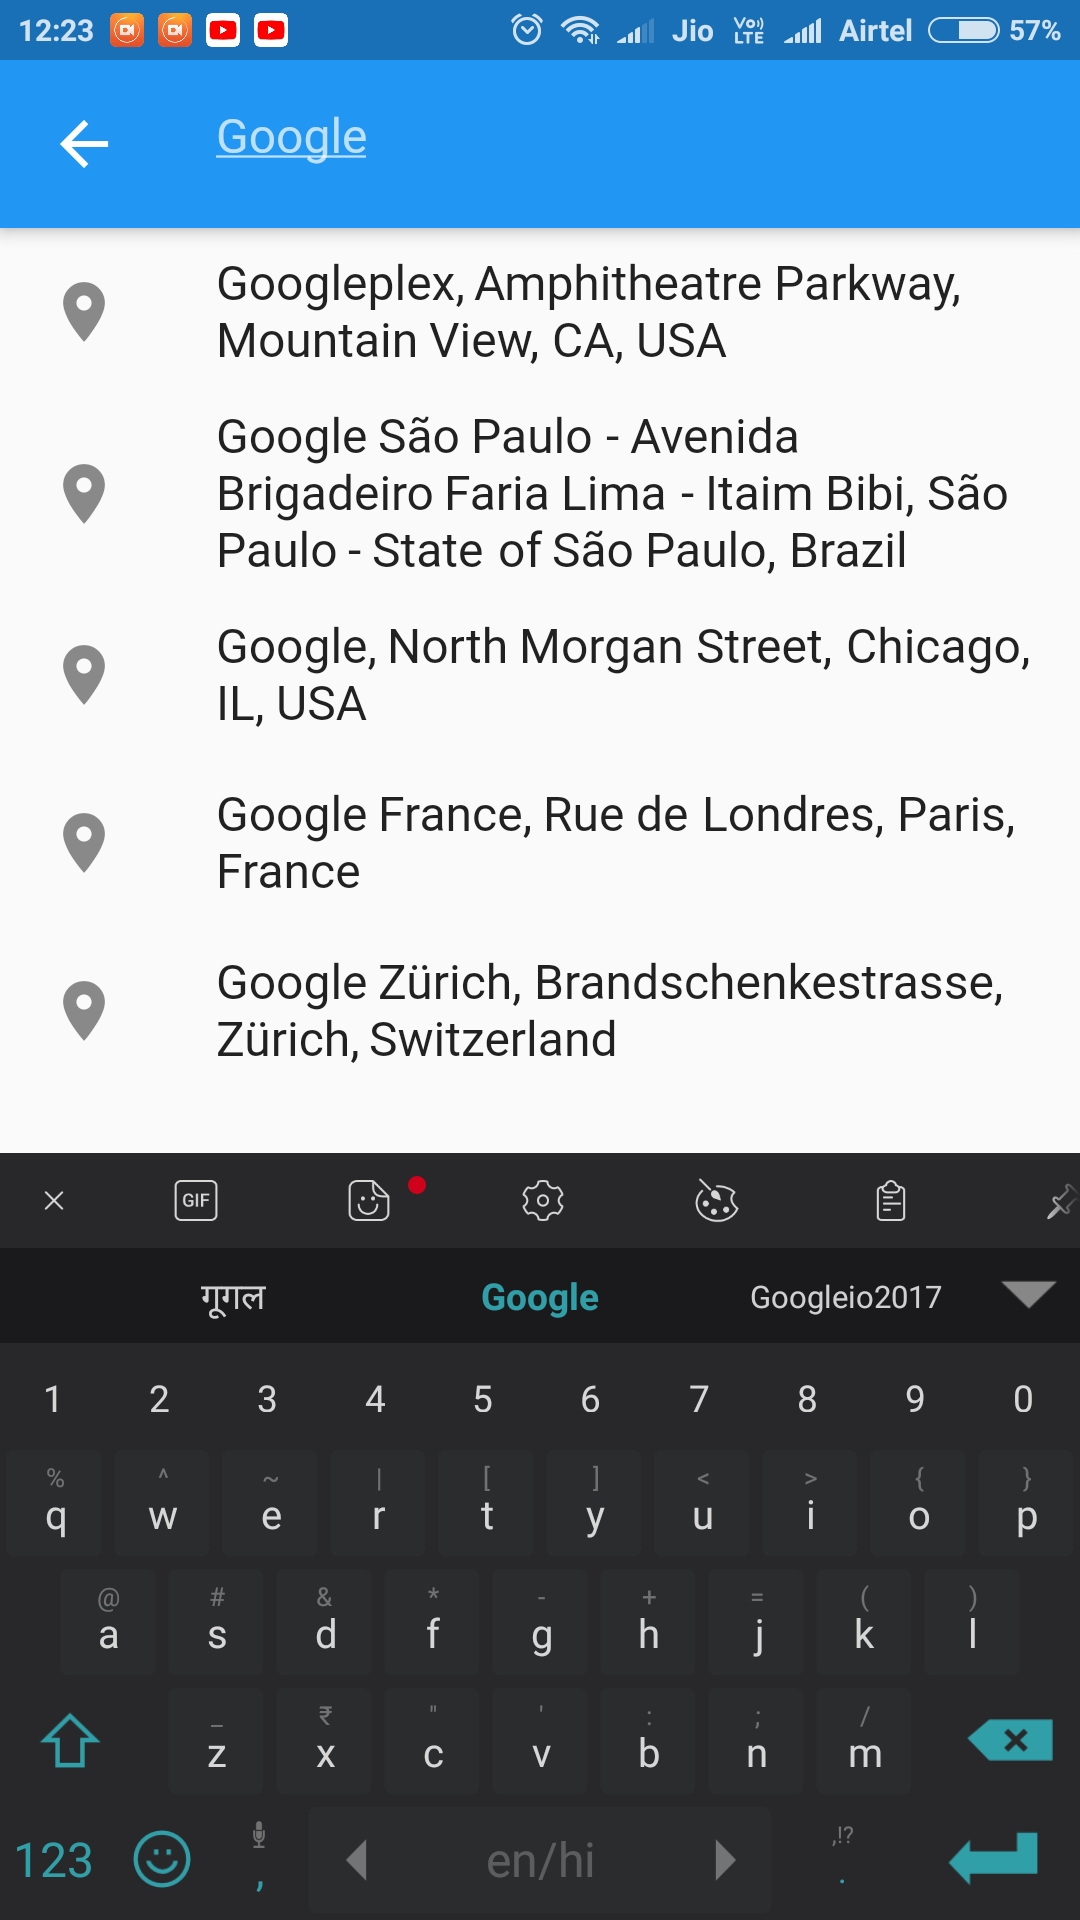 12:23 Jio Vo) LTE Airtel 57%
Google
Googleplex, Amphitheatre Parkway,
Mountain View, CA, USA
Google São Paulo - Avenida
Brigadeiro Faria Lima - Itaim Bibi, São
Paulo - State of São Paulo, Brazil
Google, North Morgan Street, Chicago,
IL, USA
Google France, Rue de Londres, Paris,
France
Google Zürich, Brandschenkestrasse,
Zürich, Switzerland
GIF
गूगल Google Googleio2017
1 2 3 4 5 6 7 8 9 0
% ^ ~ | [ ] < > { }
q w e r t y u i o p
@ # & * - + = ( )
a s d f g h j k l
_ ₹ " ' : ; /
z x c v b n m
,!?
123 , en/hi .